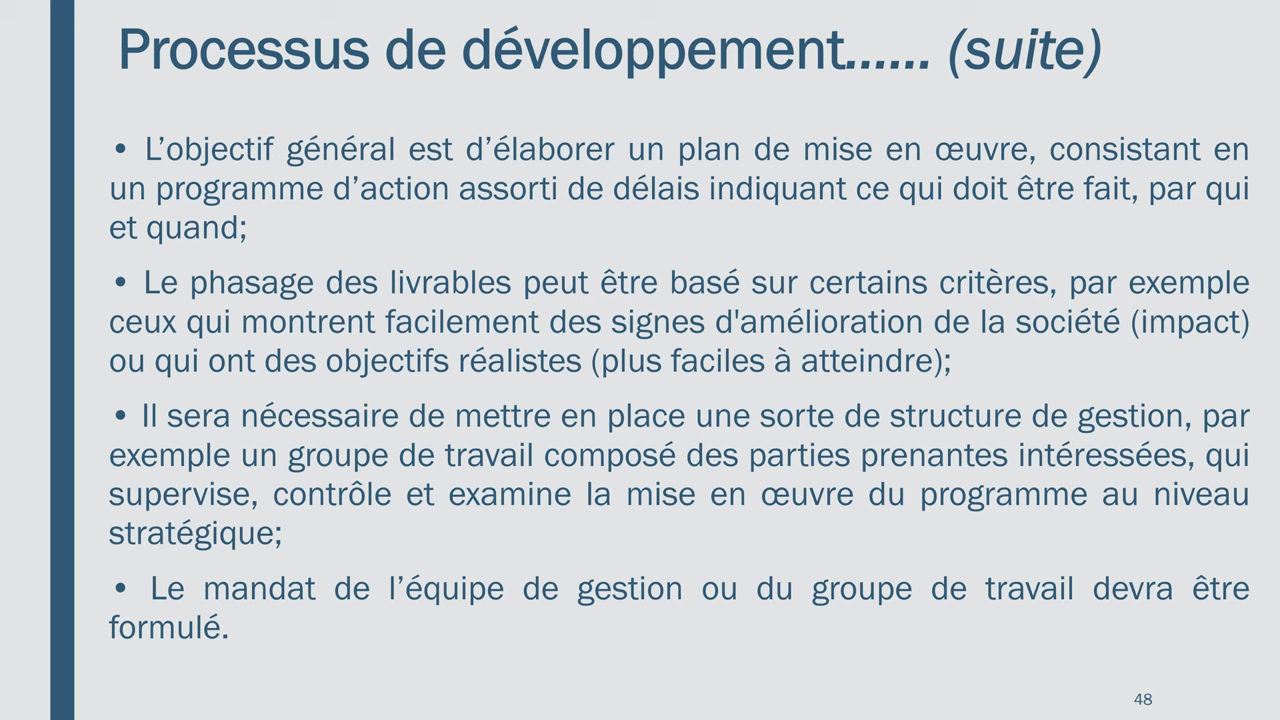 Processus de développement...... (suite)
• L’objectif général est d’élaborer un plan de mise en œuvre, consistant en
un programme d’action assorti de délais indiquant ce qui doit être fait, par qui
et quand;
• Le phasage des livrables peut être basé sur certains critères, par exemple
ceux qui montrent facilement des signes d'amélioration de la société (impact)
ou qui ont des objectifs réalistes (plus faciles à atteindre);
• Il sera nécessaire de mettre en place une sorte de structure de gestion, par
exemple un groupe de travail composé des parties prenantes intéressées, qui
supervise, contrôle et examine la mise en œuvre du programme au niveau
stratégique;
• Le mandat de l’équipe de gestion ou du groupe de travail devra être
formulé.
48